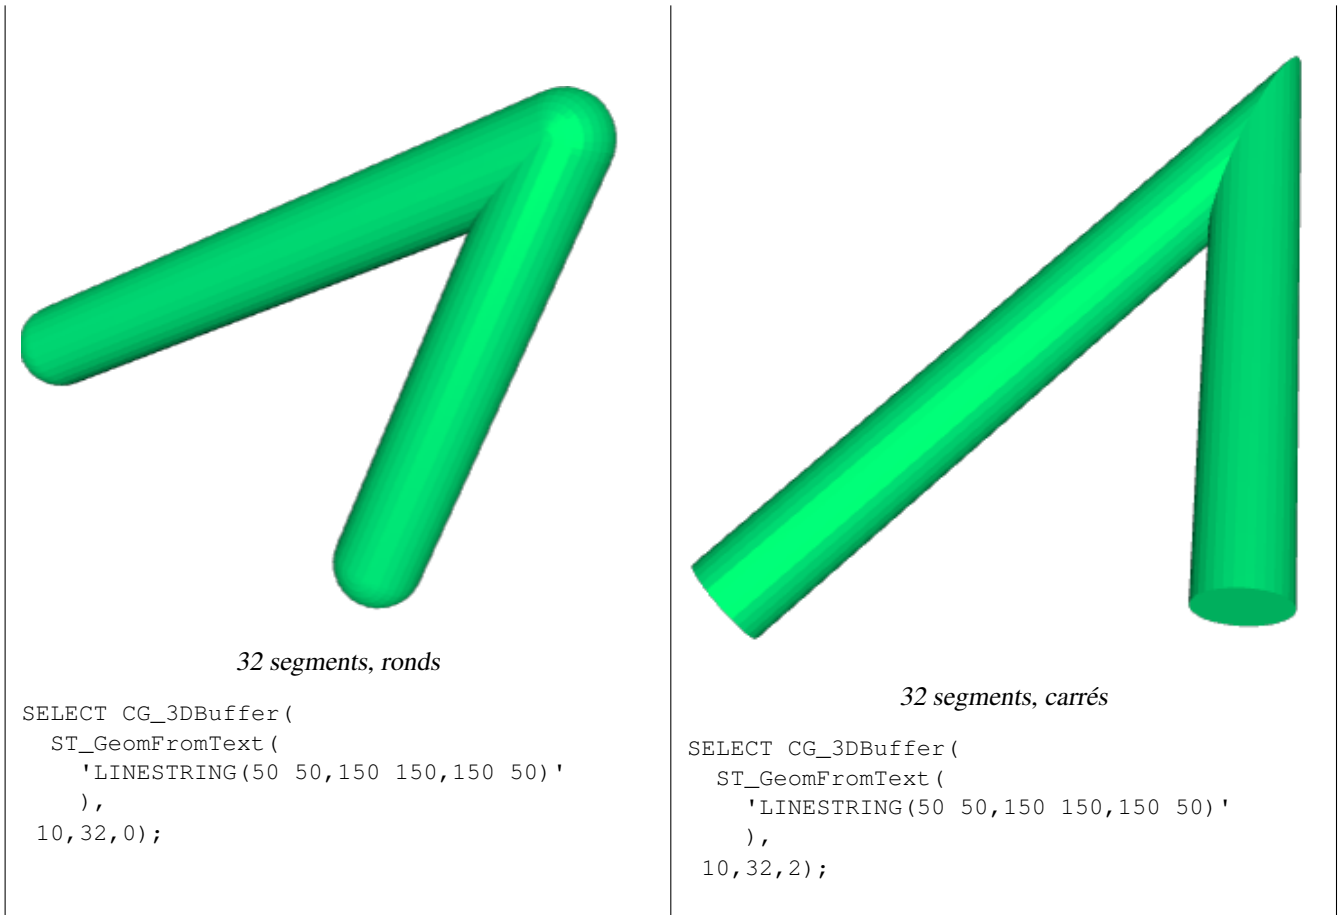 32 segments, ronds
SELECT CG_3DBuffer(
  ST_GeomFromText(
    'LINESTRING(50 50,150 150,150 50)'
    ),
 10,32,0);
32 segments, carrés
SELECT CG_3DBuffer(
  ST_GeomFromText(
    'LINESTRING(50 50,150 150,150 50)'
    ),
 10,32,2);